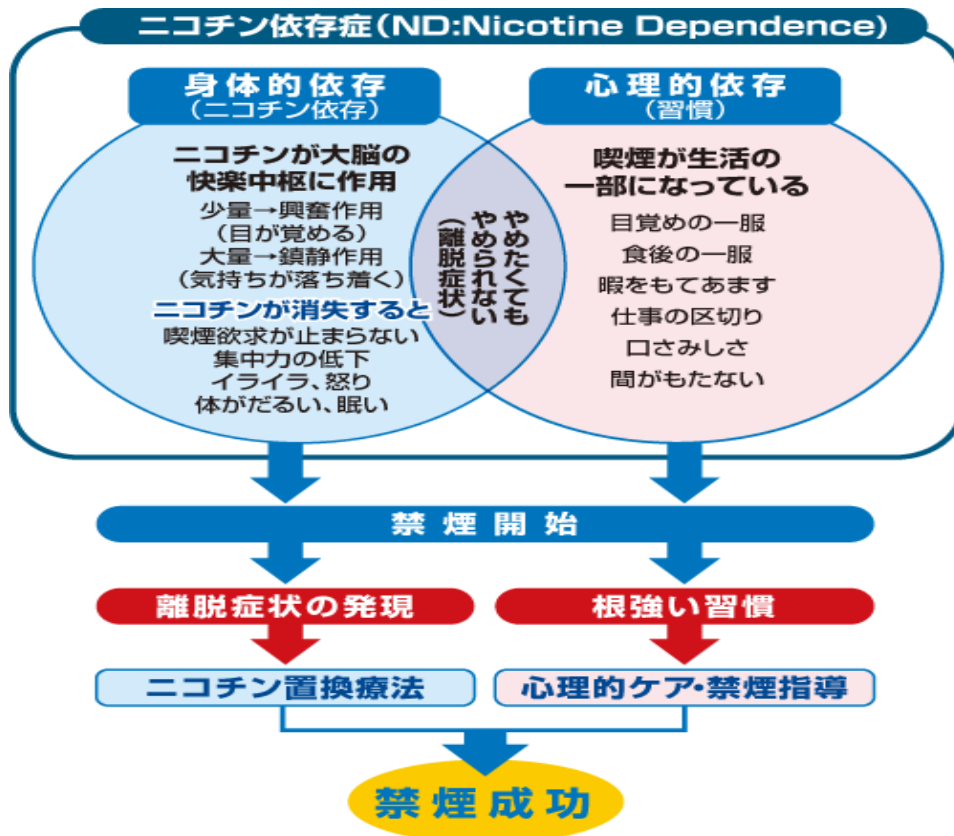 ニコチン依存症(ND:Nicotine Dependence)
身体的依存
(ニコチン依存)
ニコチンが大脳の
快楽中枢に作用
少量→興奮作用
(目が覚める)
大量→鎮静作用
(気持ちが落ち着く)
ニコチンが消失すると
喫煙欲求が止まらない
集中力の低下
イライラ、怒り
体がだるい、眠い
やめたくても
やめられない
(離脱症状)
心理的依存
(習慣)
喫煙が生活の
一部になっている
目覚めの一服
食後の一服
暇をもてあます
仕事の区切り
口さみしさ
間がもたない
禁煙開始
離脱症状の発現
根強い習慣
ニコチン置換療法
心理的ケア・禁煙指導
禁煙成功